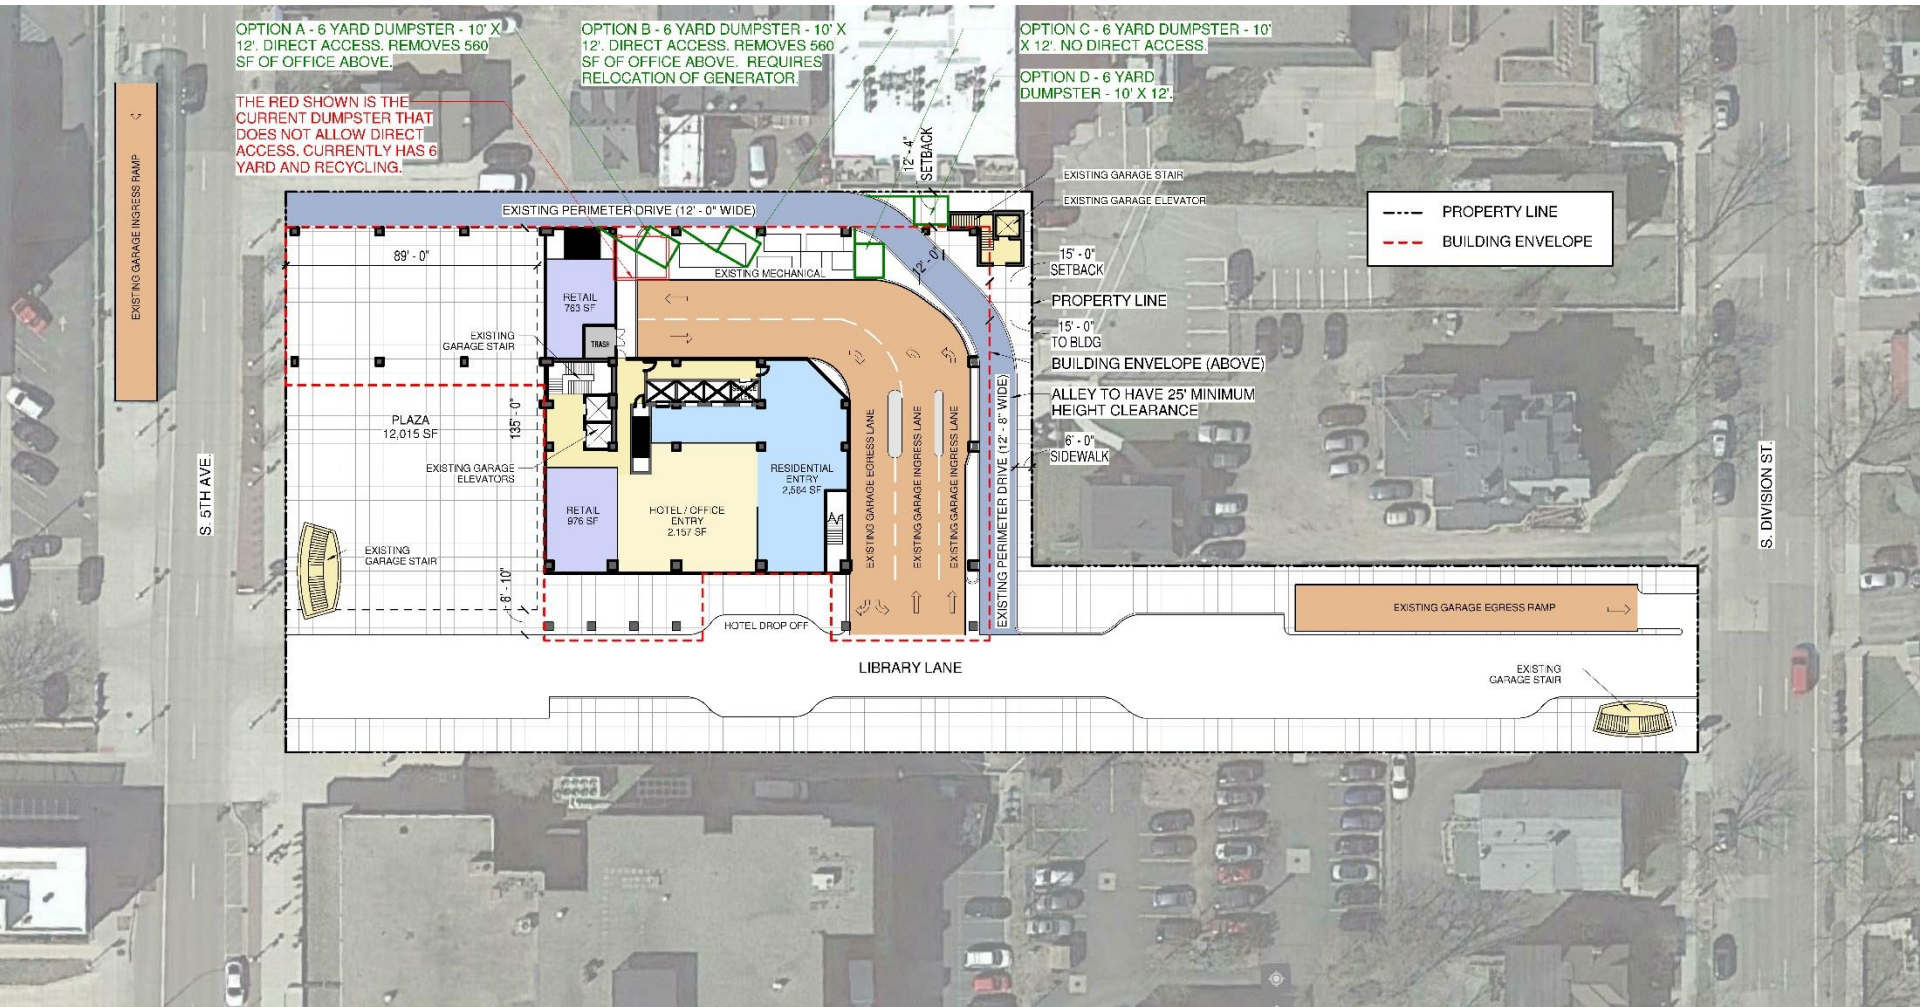 OPTION A - 6 YARD DUMPSTER - 10' X
12'. DIRECT ACCESS. REMOVES 560
SF OF OFFICE ABOVE.
OPTION B - 6 YARD DUMPSTER - 10' X
12'. DIRECT ACCESS. REMOVES 560
SF OF OFFICE ABOVE. REQUIRES
RELOCATION OF GENERATOR.
OPTION C - 6 YARD DUMPSTER - 10'
X 12'. NO DIRECT ACCESS.
OPTION D - 6 YARD
DUMPSTER - 10' X 12'.
THE RED SHOWN IS THE
CURRENT DUMPSTER THAT
DOES NOT ALLOW DIRECT
ACCESS. CURRENTLY HAS 6
YARD AND RECYCLING.
EXISTING GARAGE INGRESS RAMP
12' - 4"
SETBACK
EXISTING GARAGE STAIR
EXISTING GARAGE ELEVATOR
EXISTING PERIMETER DRIVE (12' - 0" WIDE)
PROPERTY LINE
BUILDING ENVELOPE
89' - 0"
EXISTING MECHANICAL
12' - 0"
15' - 0"
SETBACK
PROPERTY LINE
15' - 0"
TO BLDG
BUILDING ENVELOPE (ABOVE)
ALLEY TO HAVE 25' MINIMUM
HEIGHT CLEARANCE
6' - 0"
SIDEWALK
RETAIL
763 SF
EXISTING
GARAGE STAIR
TRASH
PLAZA
12,015 SF
135' - 0"
EXISTING GARAGE
ELEVATORS
RESIDENTIAL
ENTRY
2,564 SF
RETAIL
976 SF
HOTEL / OFFICE
ENTRY
2,157 SF
EXISTING GARAGE EGRESS LANE
EXISTING GARAGE INGRESS LANE
EXISTING GARAGE INGRESS LANE
EXISTING PERIMETER DRIVE (12' - 8" WIDE)
S. 5TH AVE.
S. DIVISION ST.
EXISTING
GARAGE STAIR
8' - 10"
HOTEL DROP OFF
EXISTING GARAGE EGRESS RAMP
LIBRARY LANE
EXISTING
GARAGE STAIR